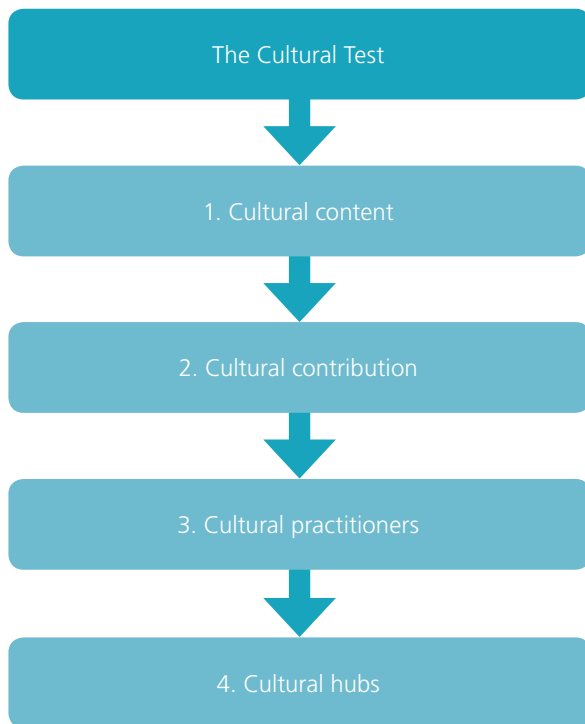 The Cultural Test
1. Cultural content
2. Cultural contribution
3. Cultural practitioners
4. Cultural hubs